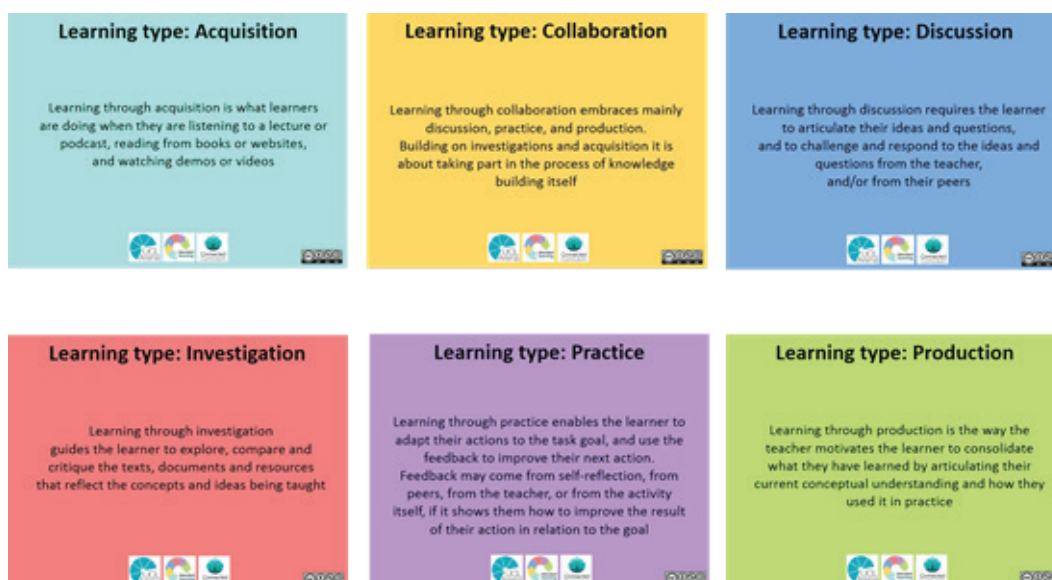 Learning type: Acquisition
Learning through acquisition is what learners
are doing when they are listening to a lecture or
podcast, reading from books or websites,
and watching demos or videos
Learning type: Collaboration
Learning through collaboration embraces mainly
discussion, practice, and production.
Building on investigations and acquisition it is
about taking part in the process of knowledge
building itself
Learning type: Discussion
Learning through discussion requires the learner
to articulate their ideas and questions,
and to challenge and respond to the ideas and
questions from the teacher,
and/or from their peers
Learning type: Investigation
Learning through investigation
guides the learner to explore, compare and
critique the texts, documents and resources
that reflect the concepts and ideas being taught
Learning type: Practice
Learning through practice enables the learner to
adapt their actions to the task goal, and use the
feedback to improve their next action.
Feedback may come from self-reflection, from
peers, from the teacher, or from the activity
itself, if it shows them how to improve the result
of their action in relation to the goal
Learning type: Production
Learning through production is the way the
teacher motivates the learner to consolidate
what they have learned by articulating their
current conceptual understanding and how they
used it in practice